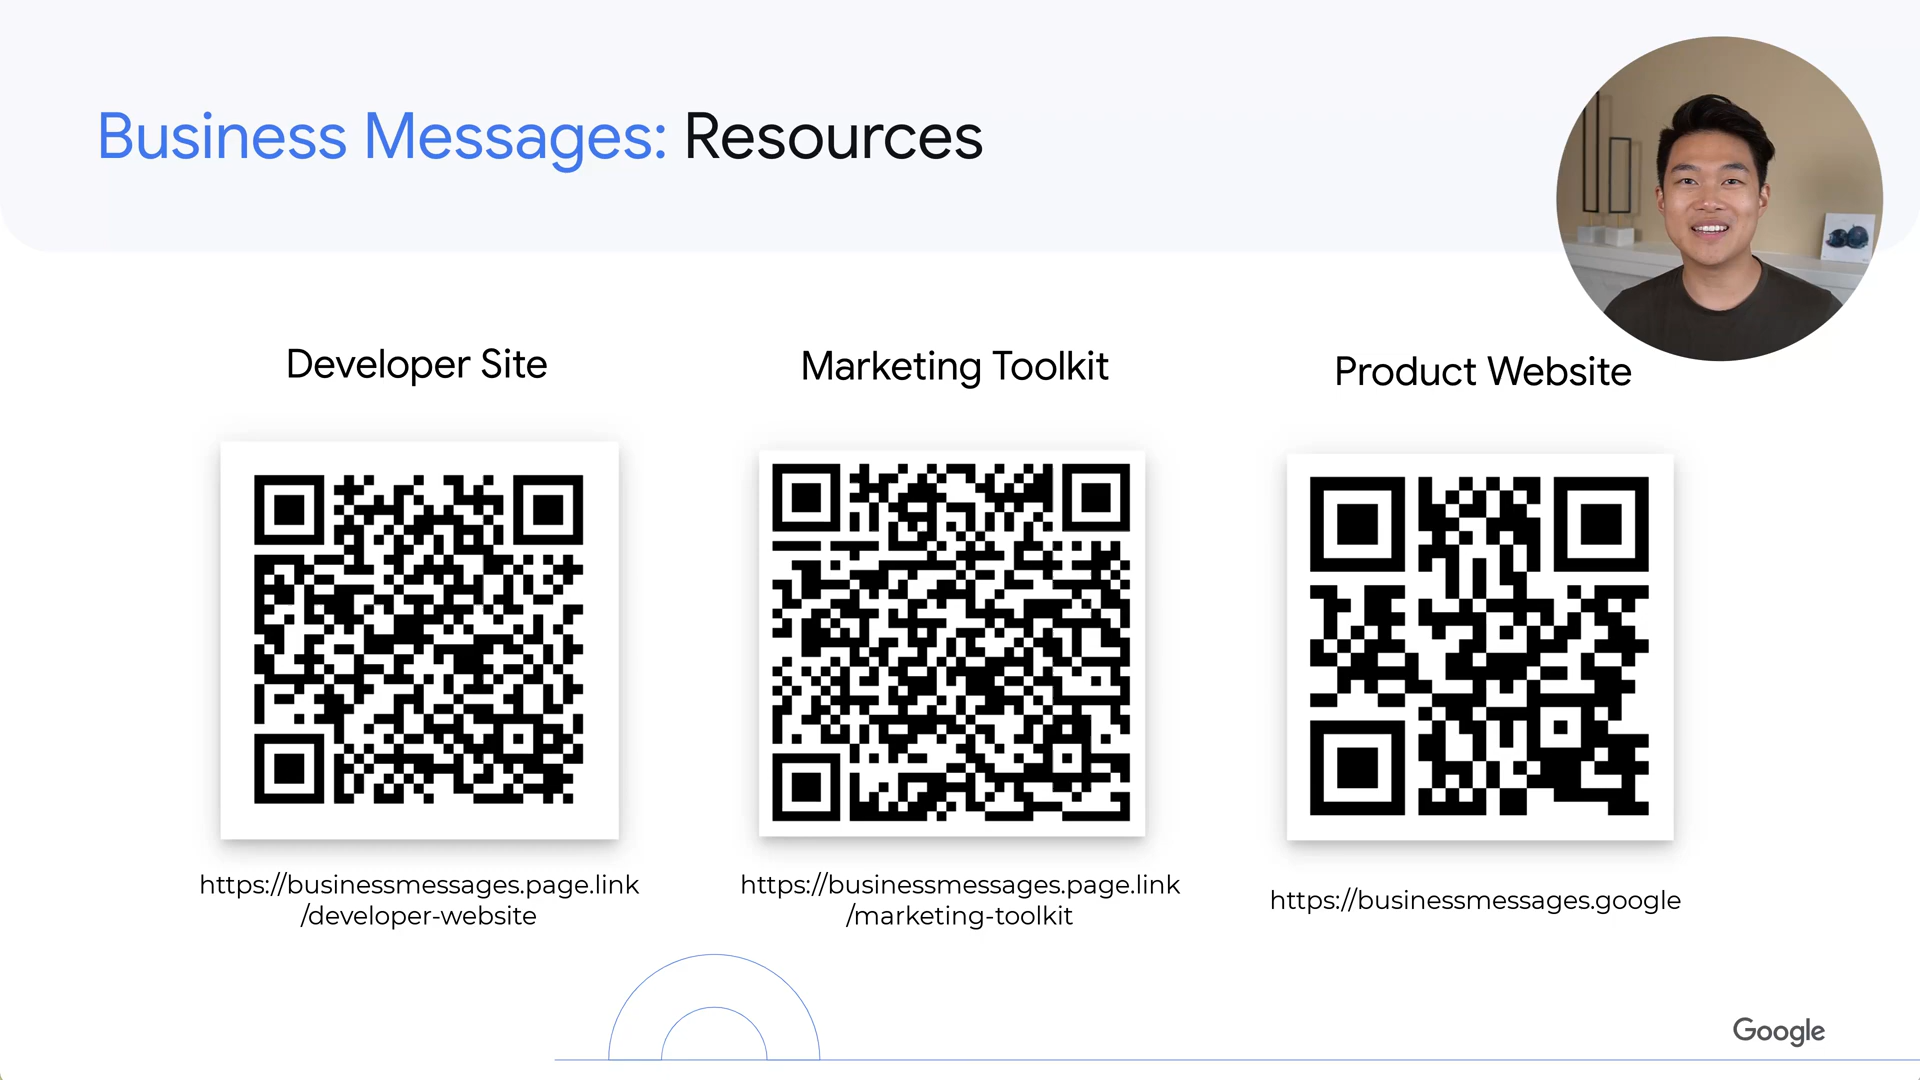 Business Messages: Resources
Developer Site
Marketing Toolkit
Product Website
https://businessmessages.page.link
/developer-website
https://businessmessages.page.link
/marketing-toolkit
https://businessmessages.google
Google